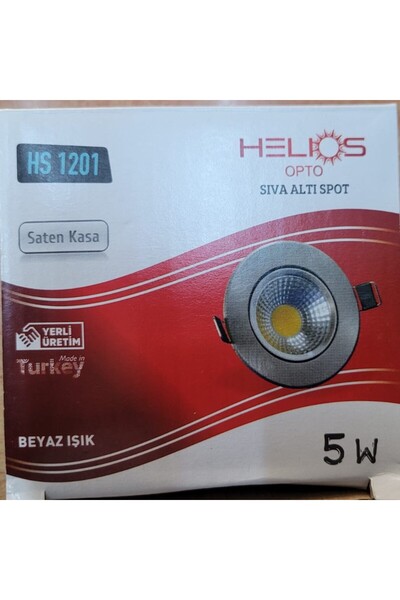 HS 1201
HELIOS
OPTO
SIVA ALTI SPOT
Saten Kasa
YERLİ
ÜRETİM
Made in
Turkey
BEYAZ IŞIK
5 W